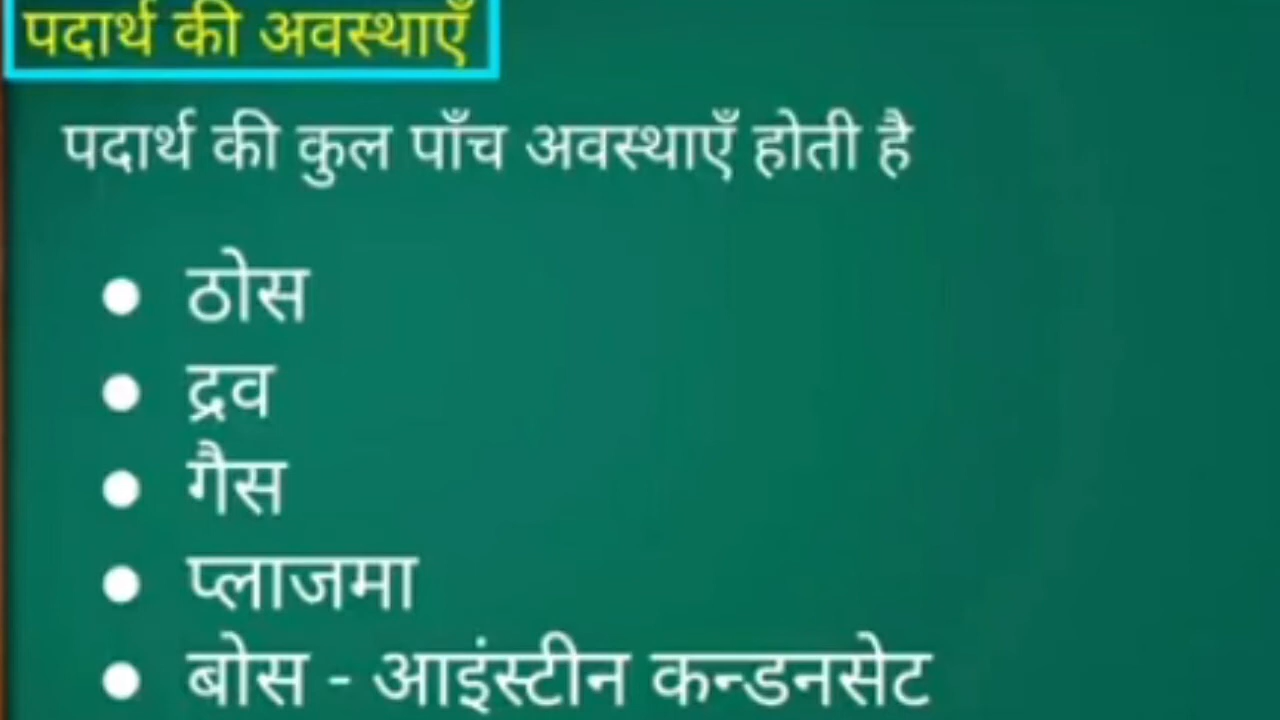 पदार्थ की अवस्थाएँ
पदार्थ की कुल पाँच अवस्थाएँ होती है
● ठोस
● द्रव
● गैस
● प्लाजमा
● बोस - आइंस्टीन कन्डनसेट